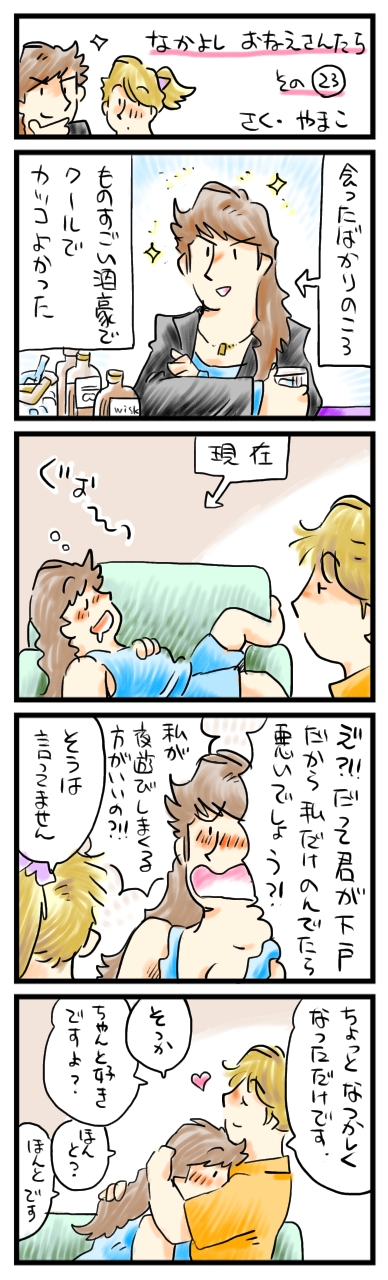 なかよし おねえさんたち
その㉓
さく・やまこ
会ったばかりのころ
ものすごい酒豪で
クールで
カッコよかった
wisk
現在
ぐおー〜っ
え?!!だって君が下戸
だから私だけのんでたら
悪いでしょう?!
私が
夜遊びしまくる
方がいいの?!!
そうは
言ってません
ちょっとなつかしく
なっただけです.
そっか
ちゃんと好き
ですよ?
ほん
と?
ほんとです